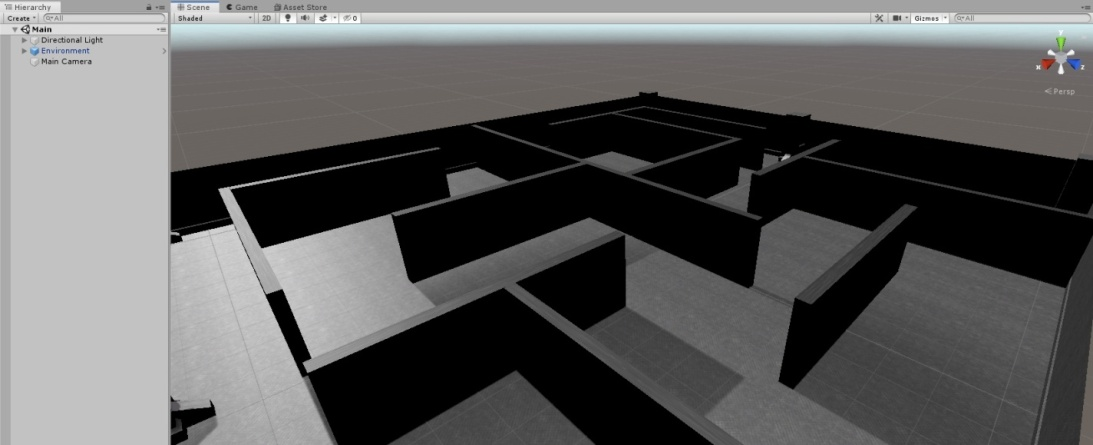 Hierarchy
Create
All
Main
Directional Light
Environment
Main Camera
Scene
Game
Asset Store
Shaded
2D
0
Gizmos
All
Y
X
Z
Persp